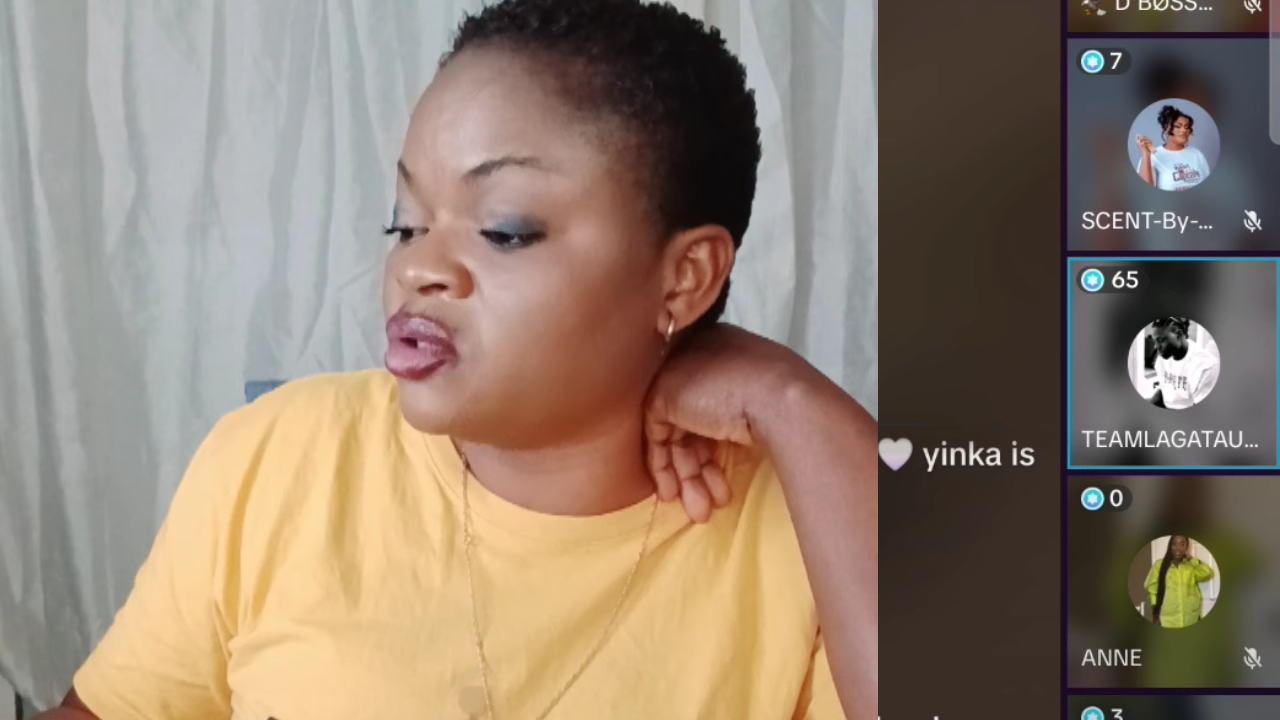 D BØSS...
7
SCENT-By-...
65
TEAMLAGATAU...
🤍 yinka is
0
ANNE
3